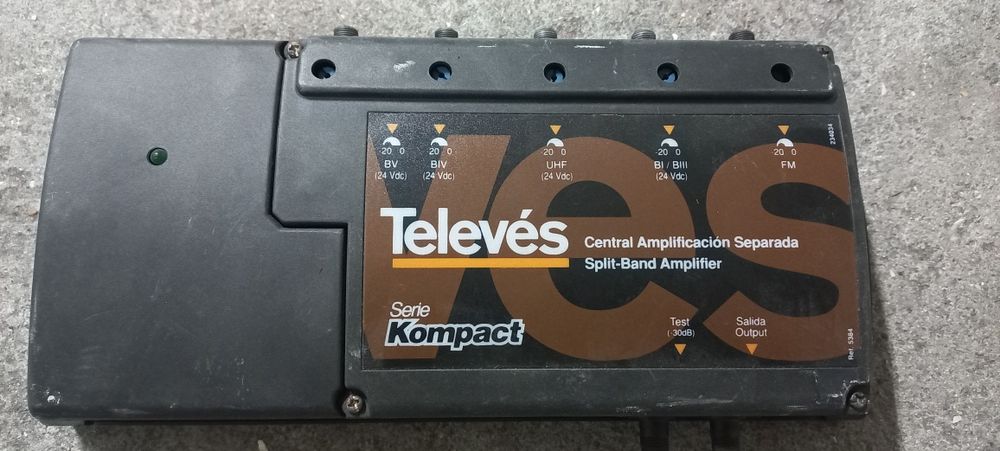 -20 0
BV
(24 Vdc)
-20 0
BIV
(24 Vdc)
-20 0
UHF
(24 Vdc)
-20 0
BI / BIII
(24 Vdc)
-20 0
FM
234034
ves
Televés
Central Amplificación Separada
Split-Band Amplifier
Serie
Kompact
Test
(-30dB)
Salida
Output
Ref. 5384